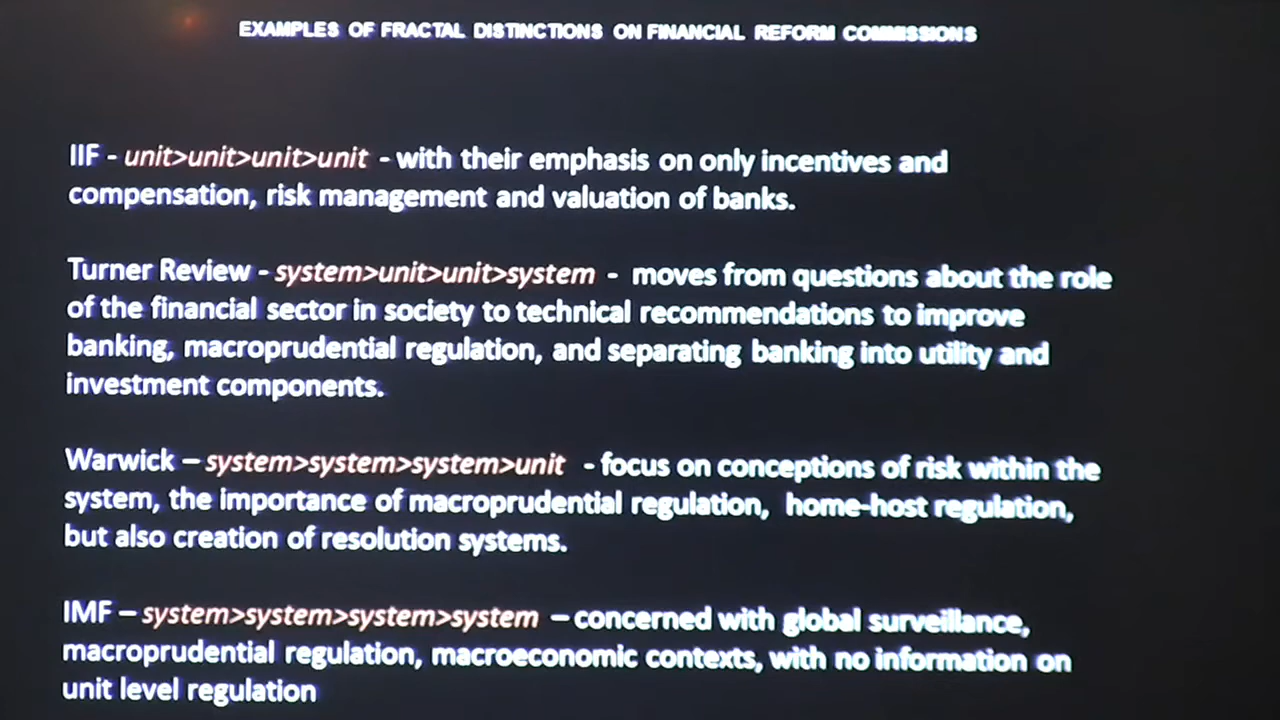 EXAMPLES OF FRACTAL DISTINCTIONS ON FINANCIAL REFORM COMMISSIONS
IIF - unit>unit>unit>unit - with their emphasis on only incentives and
compensation, risk management and valuation of banks.
Turner Review - system>unit>unit>system - moves from questions about the role
of the financial sector in society to technical recommendations to improve
banking, macroprudential regulation, and separating banking into utility and
investment components.
Warwick – system>system>system>unit - focus on conceptions of risk within the
system, the importance of macroprudential regulation, home-host regulation,
but also creation of resolution systems.
IMF – system>system>system>system – concerned with global surveillance,
macroprudential regulation, macroeconomic contexts, with no information on
unit level regulation